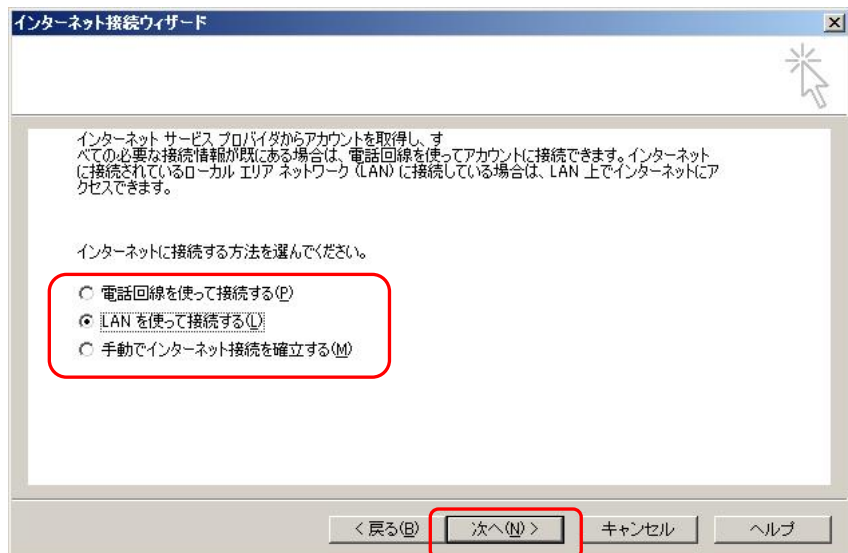 インターネット接続ウィザード
インターネット サービス プロバイダからアカウントを取得し、す
べての必要な接続情報が既にある場合は、電話回線を使ってアカウントに接続できます。インターネット
に接続されているローカル エリア ネットワーク (LAN) に接続している場合は、LAN 上でインターネットにア
クセスできます。
インターネットに接続する方法を選んでください。
電話回線を使って接続する(P)
LAN を使って接続する(L)
手動でインターネット接続を確立する(M)
< 戻る(B) 次へ(N) > キャンセル ヘルプ